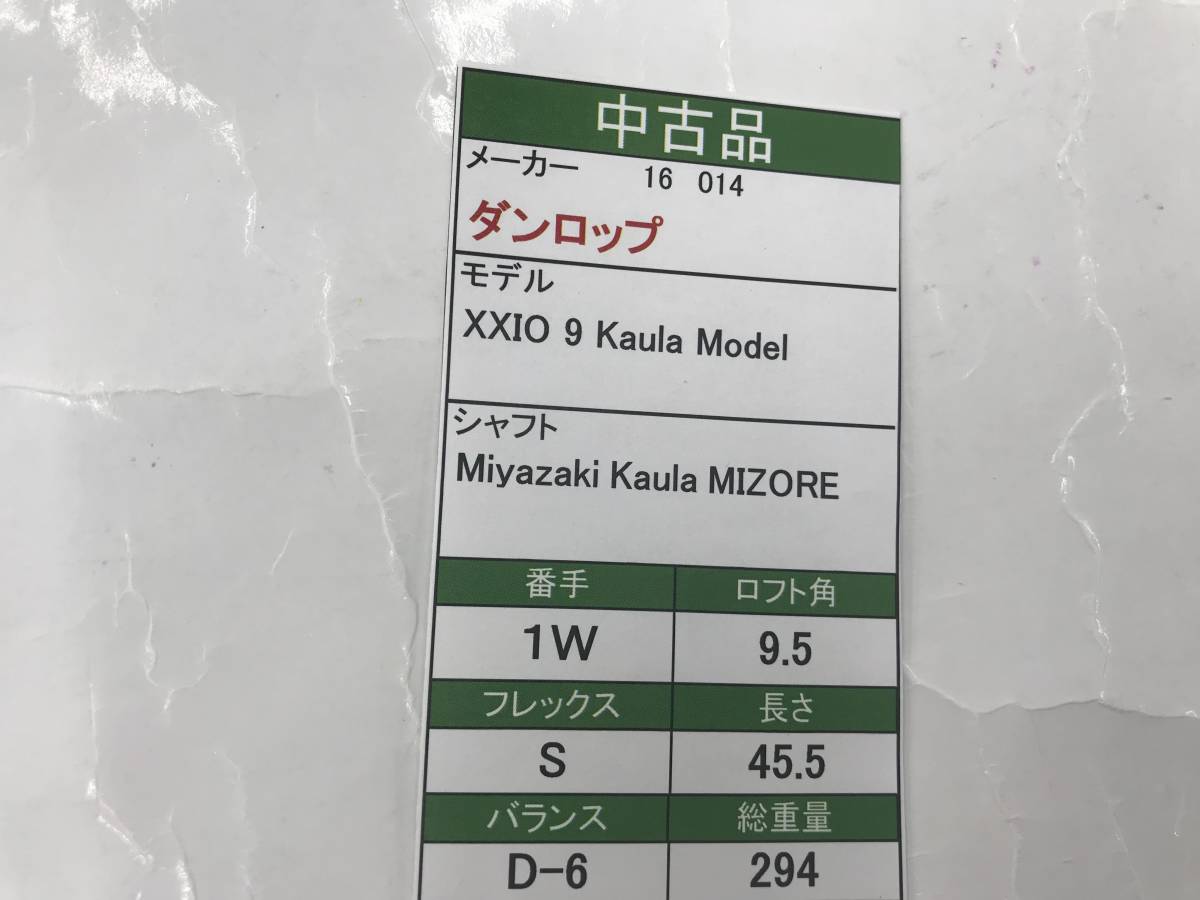 中古品
メーカー 16 014
ダンロップ
モデル
XXIO 9 Kaula Model
シャフト
Miyazaki Kaula MIZORE
番手 ロフト角
1W 9.5
フレックス 長さ
S 45.5
バランス 総重量
D-6 294